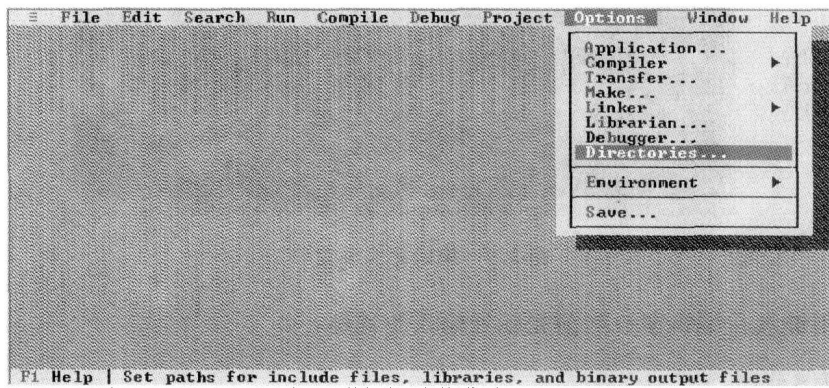 ≡ File Edit Search Run Compile Debug Project Options Window Help
Application...
Compiler ►
Transfer...
Make...
Linker ►
Librarian...
Debugger...
Directories...
Environment ►
Save...
F1 Help | Set paths for include files, libraries, and binary output files